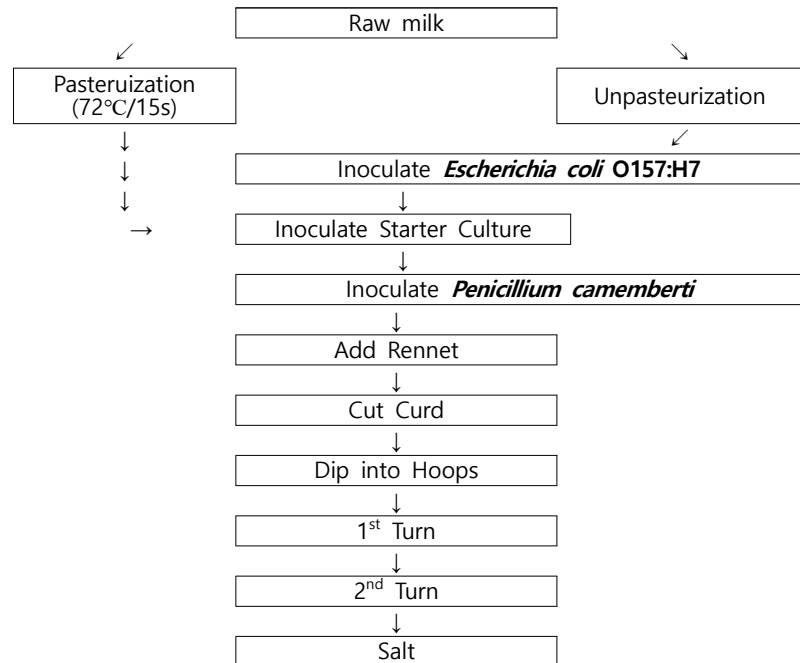 Raw milk
↙ ↘
Pasteruization
(72℃/15s)
Unpasteurization
↓ ↙
↓ Inoculate Escherichia coli O157:H7
↓ ↓
→ Inoculate Starter Culture
↓
Inoculate Penicillium camemberti
↓
Add Rennet
↓
Cut Curd
↓
Dip into Hoops
↓
1st Turn
↓
2nd Turn
↓
Salt